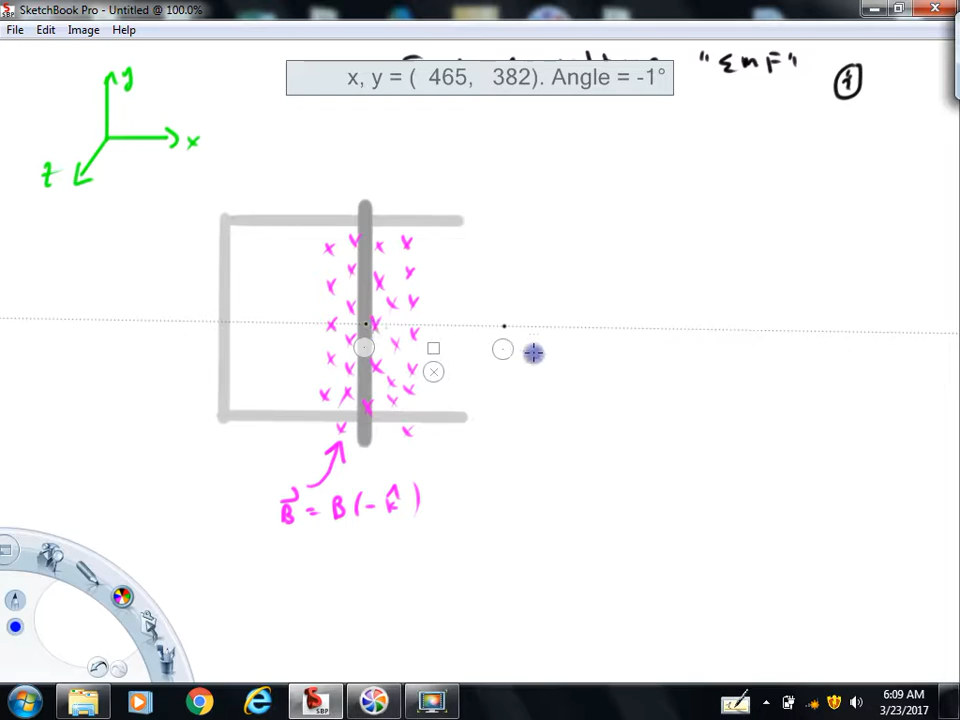 SketchBook Pro - Untitled @ 100.0%
File Edit Image Help
"EMF"
x, y = ( 465, 382). Angle = -1°
y
x
z
x x x x
x x x
x x x x
x x x x
x x x x
x x x x
x x x x
x x x x
x x
B⃗ = B(-k̂)
SBP
6:09 AM
3/23/2017